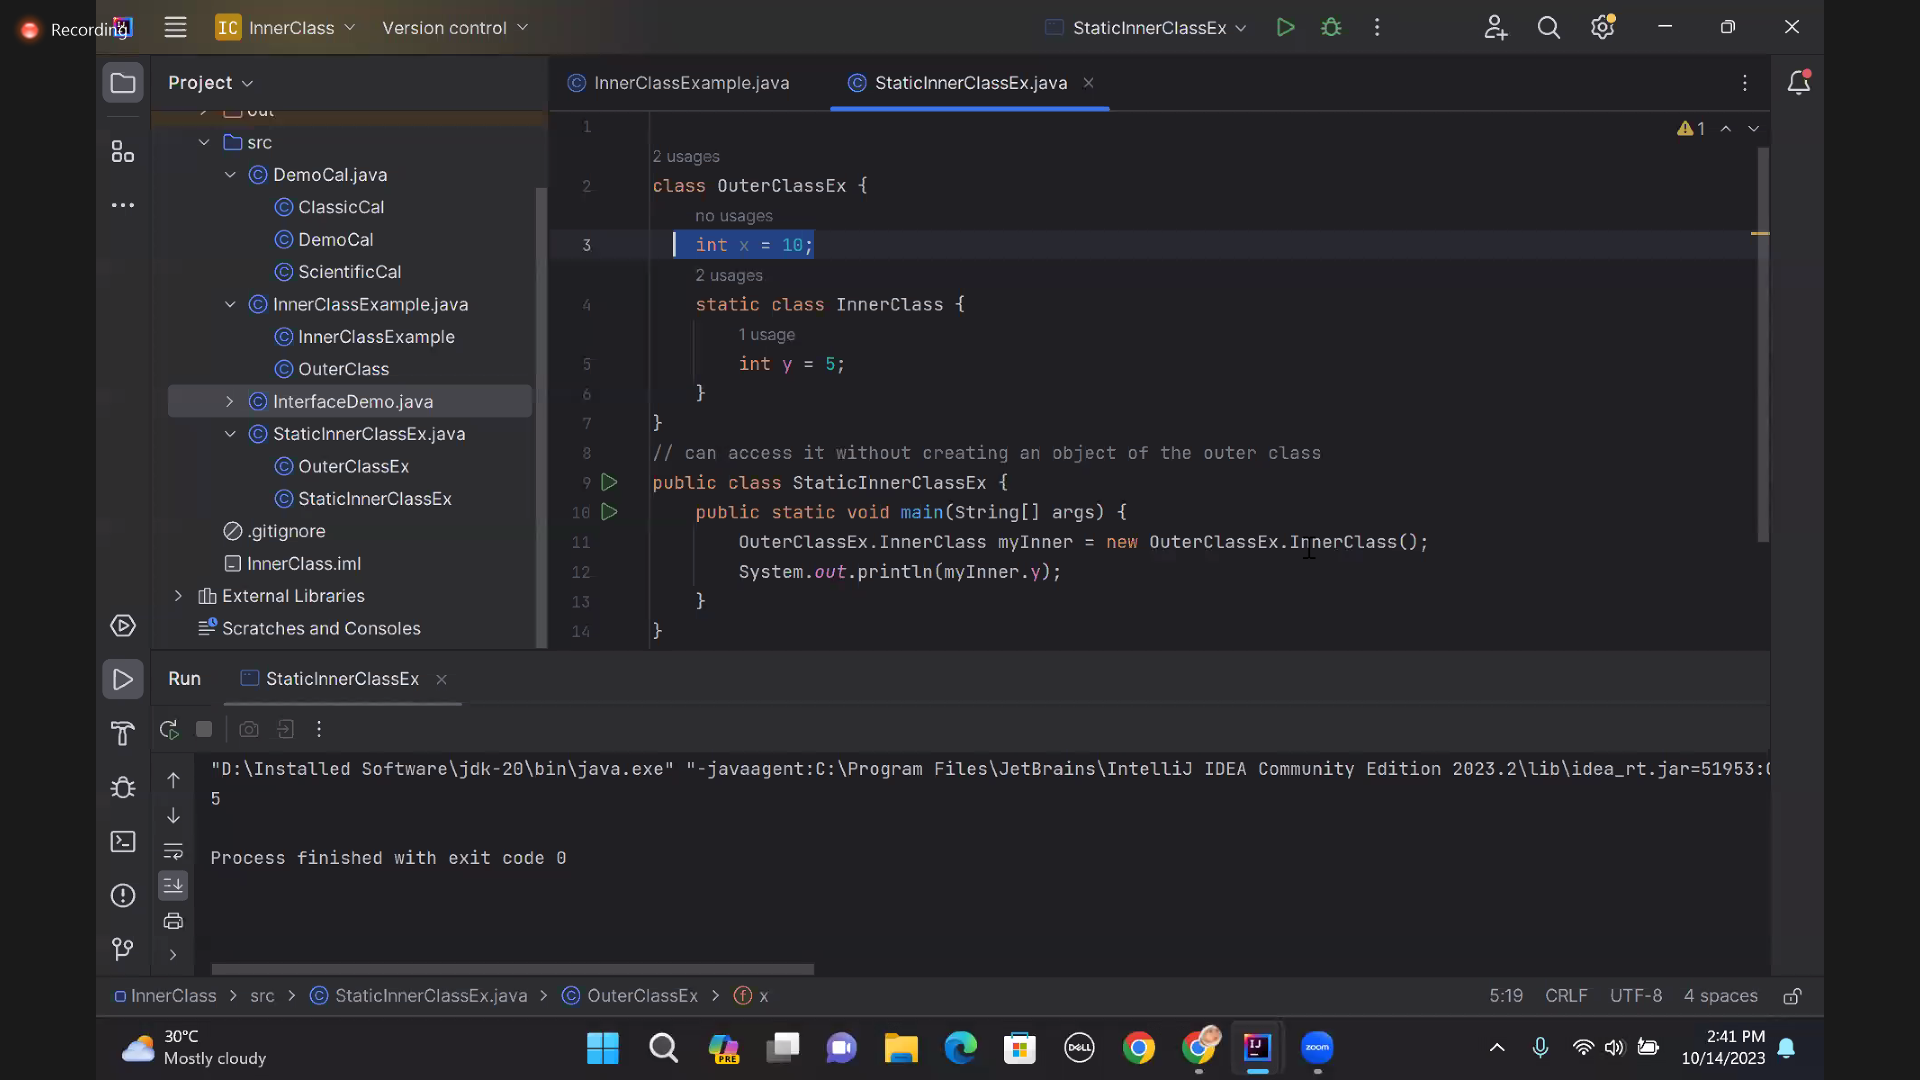 Recording
IC InnerClass
Version control
StaticInnerClassEx
Project
InnerClassExample.java
StaticInnerClassEx.java
out
src
DemoCal.java
ClassicCal
DemoCal
ScientificCal
InnerClassExample.java
InnerClassExample
OuterClass
InterfaceDemo.java
StaticInnerClassEx.java
OuterClassEx
StaticInnerClassEx
.gitignore
InnerClass.iml
External Libraries
Scratches and Consoles
1
1
2 usages
2 class OuterClassEx {
no usages
3 int x = 10;
2 usages
4 static class InnerClass {
1 usage
5 int y = 5;
6 }
7 }
8 // can access it without creating an object of the outer class
9 public class StaticInnerClassEx {
10 public static void main(String[] args) {
11 OuterClassEx.InnerClass myInner = new OuterClassEx.InnerClass();
12 System.out.println(myInner.y);
13 }
14 }
Run
StaticInnerClassEx
"D:\Installed Software\jdk-20\bin\java.exe" "-javaagent:C:\Program Files\JetBrains\IntelliJ IDEA Community Edition 2023.2\lib\idea_rt.jar=51953:
5
Process finished with exit code 0
InnerClass > src > StaticInnerClassEx.java > OuterClassEx > f x
5:19 CRLF UTF-8 4 spaces
30°C
Mostly cloudy
PRE
DELL
IJ
zoom
2:41 PM
10/14/2023